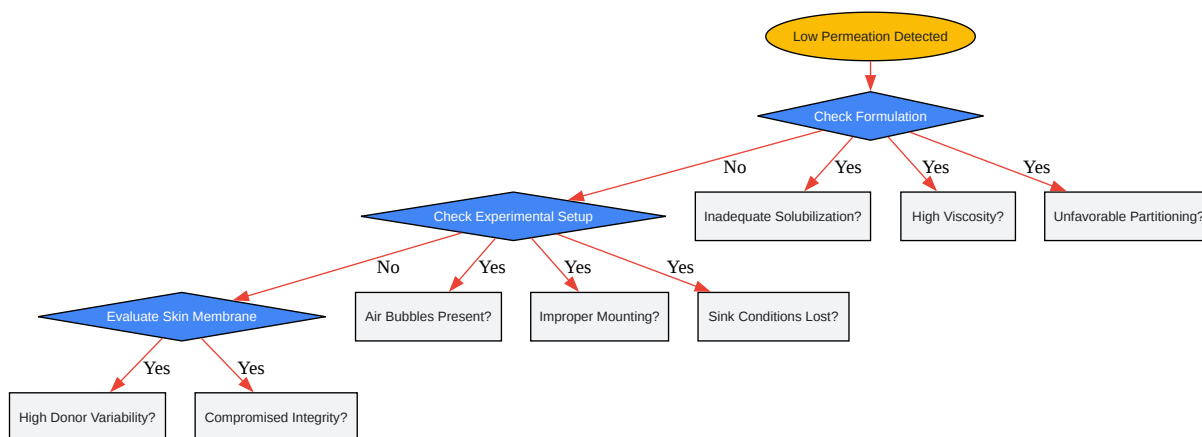 Low Permeation Detected
Check Formulation
No
Yes
Yes
Yes
Check Experimental Setup
Inadequate Solubilization?
High Viscosity?
Unfavorable Partitioning?
No
Yes
Yes
Yes
Evaluate Skin Membrane
Air Bubbles Present?
Improper Mounting?
Sink Conditions Lost?
Yes
Yes
High Donor Variability?
Compromised Integrity?